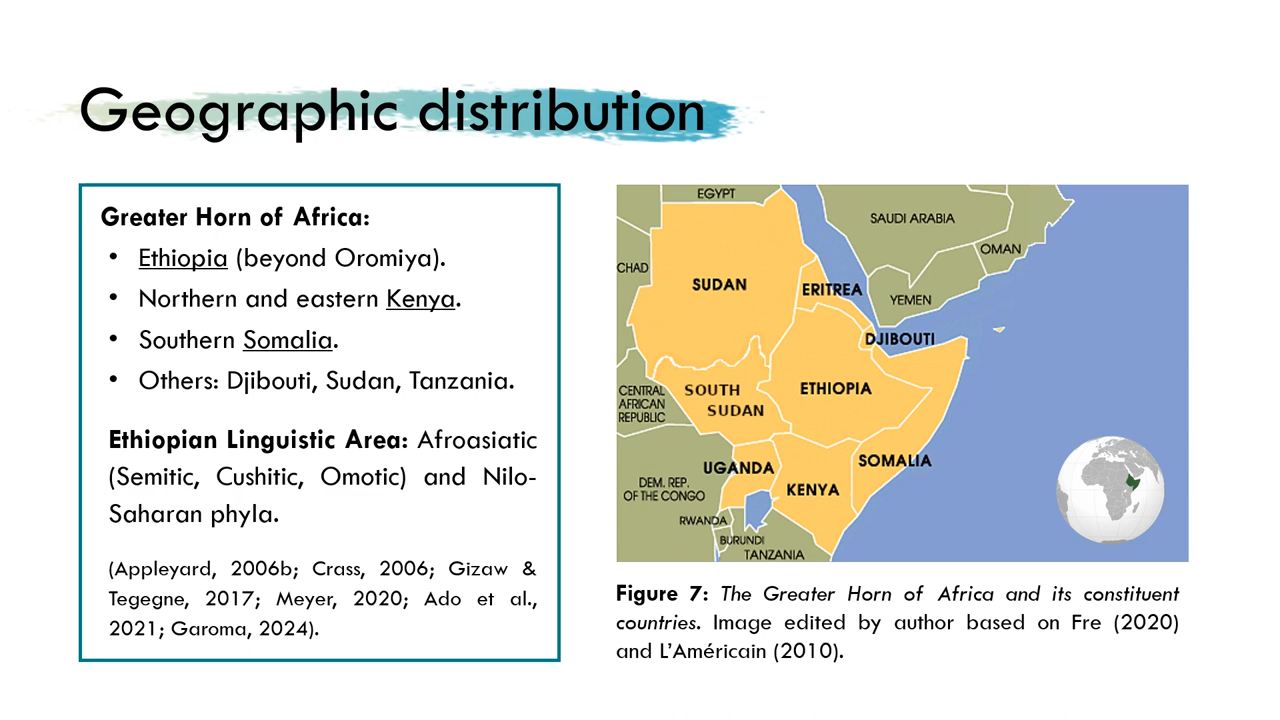 Geographic distribution
Greater Horn of Africa:
• Ethiopia (beyond Oromiya).
• Northern and eastern Kenya.
• Southern Somalia.
• Others: Djibouti, Sudan, Tanzania.
Ethiopian Linguistic Area: Afroasiatic
(Semitic, Cushitic, Omotic) and Nilo-
Saharan phyla.
(Appleyard, 2006b; Crass, 2006; Gizaw &
Tegegne, 2017; Meyer, 2020; Ado et al.,
2021; Garoma, 2024).
EGYPT
SAUDI ARABIA
OMAN
CHAD
SUDAN
ERITREA
YEMEN
DJIBOUTI
CENTRAL
AFRICAN
REPUBLIC
SOUTH
SUDAN
ETHIOPIA
SOMALIA
UGANDA
KENYA
DEM. REP.
OF THE CONGO
RWANDA
BURUNDI
TANZANIA
Figure 7: The Greater Horn of Africa and its constituent
countries. Image edited by author based on Fre (2020)
and L’Américain (2010).